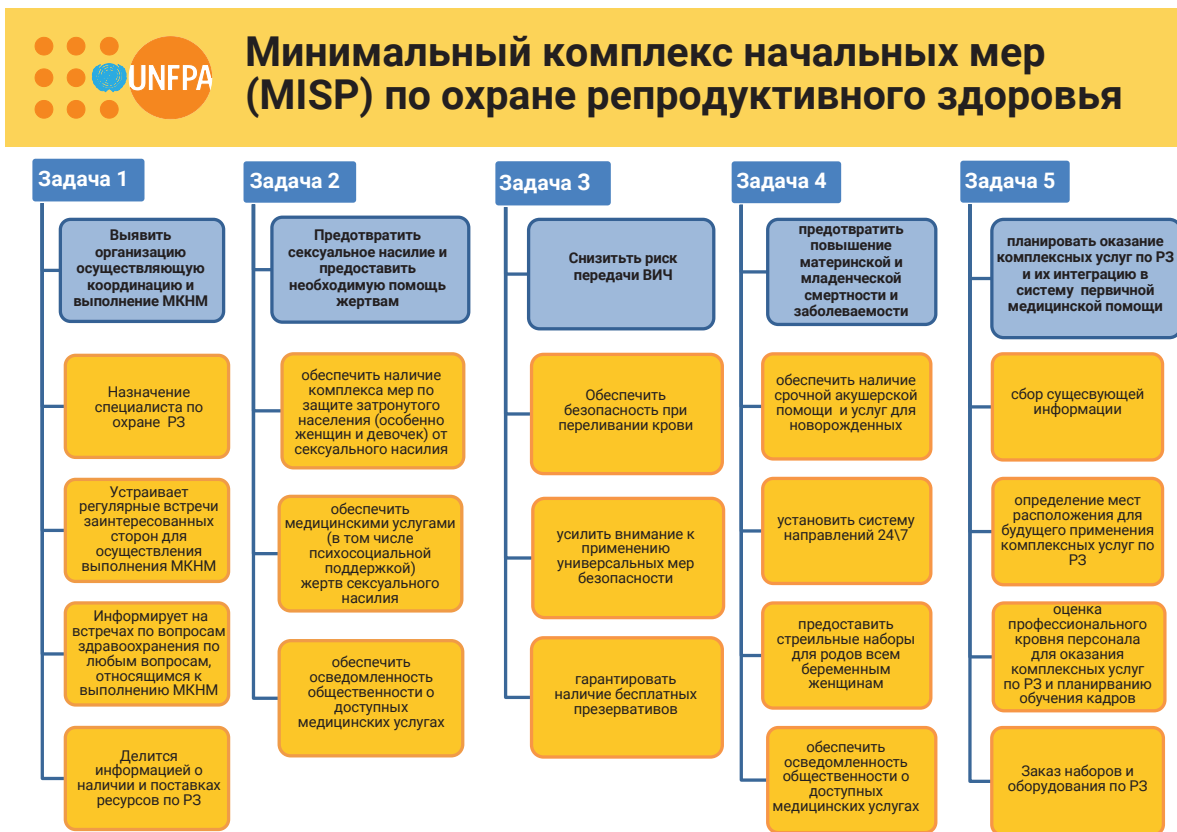 UNFPA
Минимальный комплекс начальных мер
(MISP) по охране репродуктивного здоровья
Задача 1
Выявить
организацию
осуществляющую
координацию и
выполнение МКНМ
Назначение
специалиста по
охране РЗ
Устраивает
регулярные встречи
заинтересованных
сторон для
осуществления
выполнения МКНМ
Информирует на
встречах по вопросам
здравоохранения по
любым вопросам,
относящимся к
выполнению МКНМ
Делится
информацией о
наличии и поставках
ресурсов по РЗ
Задача 2
Предотвратить
сексуальное насилие и
предоставить
необходимую помощь
жертвам
обеспечить наличие
комплекса мер по
защите затронутого
населения (особенно
женщин и девочек) от
сексуального насилия
обеспечить
медицинскими услугами
(в том числе
психосоциальной
поддержкой)
жертв сексуального
насилия
обеспечить
осведомленность
общественности о
доступных
медицинских услугах
Задача 3
Снизитьть риск
передачи ВИЧ
Обеспечить
безопасность при
переливании крови
усилить внимание к
применению
универсальных мер
безопасности
гарантировать
наличие бесплатных
презервативов
Задача 4
предотвратить
повышение
материнской и
младенческой
смертности и
заболеваемости
обеспечить наличие
срочной акушерской
помощи и услуг для
новорожденных
установить систему
направлений 24\7
предоставить
стреильные наборы
для родов всем
беременным
женщинам
обеспечить
осведомленность
общественности о
доступных
медицинских услугах
Задача 5
планировать оказание
комплексных услуг по РЗ
и их интеграцию в
систему первичной
медицинской помощи
сбор сущесвующей
информации
определение мест
расположения для
будущего применения
комплексных услуг по
РЗ
оценка
профессионального
кровня персонала
для оказания
комплексных услуг
по РЗ и планирванию
обучения кадров
Заказ наборов и
оборудования по РЗ